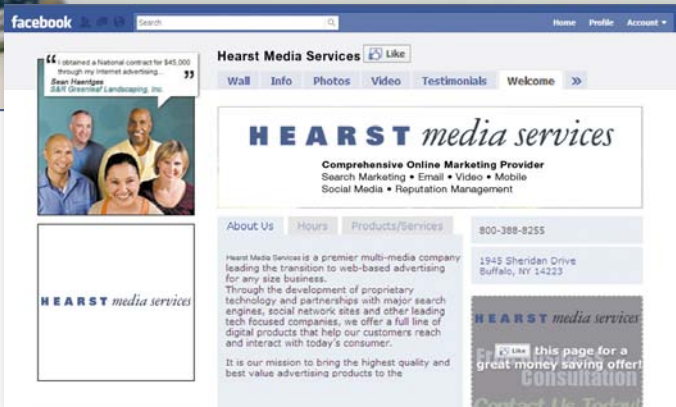 facebook
Search
Home Profile Account
“ I obtained a National contract for $45,000
through my Internet advertising... ”
Sean Haentges
S&R Greenleaf Landscaping, Inc.
Hearst Media Services Like
Wall Info Photos Video Testimonials Welcome »
HEARST media services
Comprehensive Online Marketing Provider
Search Marketing • Email • Video • Mobile
Social Media • Reputation Management
HEARST media services
About Us Hours Products/Services
Hearst Media Services is a premier multi-media company
leading the transition to web-based advertising
for any size business.
Through the development of proprietary
technology and partnerships with major search
engines, social network sites and other leading
tech focused companies, we offer a full line of
digital products that help our customers reach
and interact with today's consumer.
It is our mission to bring the highest quality and
best value advertising products to the
800-388-8255
1945 Sheridan Drive
Buffalo, NY 14223
HEARST media services
Like this page for a
great money saving offer!
Consultation
Contact Us Today!